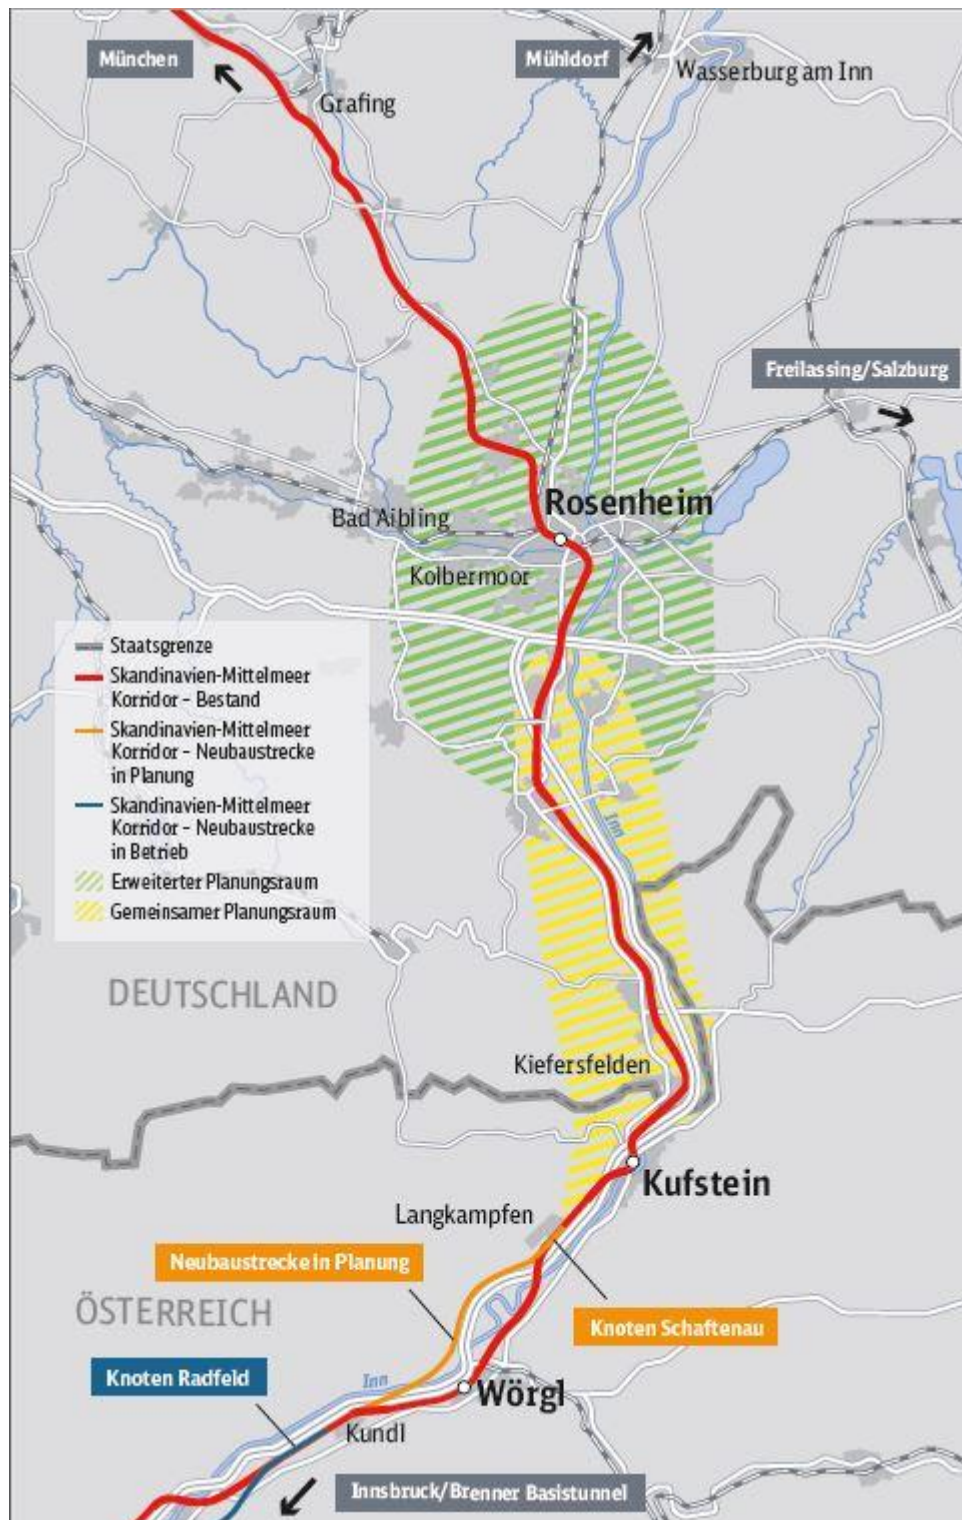 München
Mühldorf
Wasserburg am Inn
Grafing
Freilassing/Salzburg
Rosenheim
Bad Aibling
Kolbermoor
Staatsgrenze
Skandinavien-Mittelmeer
Korridor – Bestand
Skandinavien-Mittelmeer
Korridor – Neubaustrecke
in Planung
Skandinavien-Mittelmeer
Korridor – Neubaustrecke
in Betrieb
Erweiterter Planungsraum
Gemeinsamer Planungsraum
Inn
DEUTSCHLAND
Kiefersfelden
Kufstein
Langkampfen
Neubaustrecke in Planung
ÖSTERREICH
Knoten Schaftenau
Knoten Radfeld
Inn
Wörgl
Kundl
Innsbruck/Brenner Basistunnel